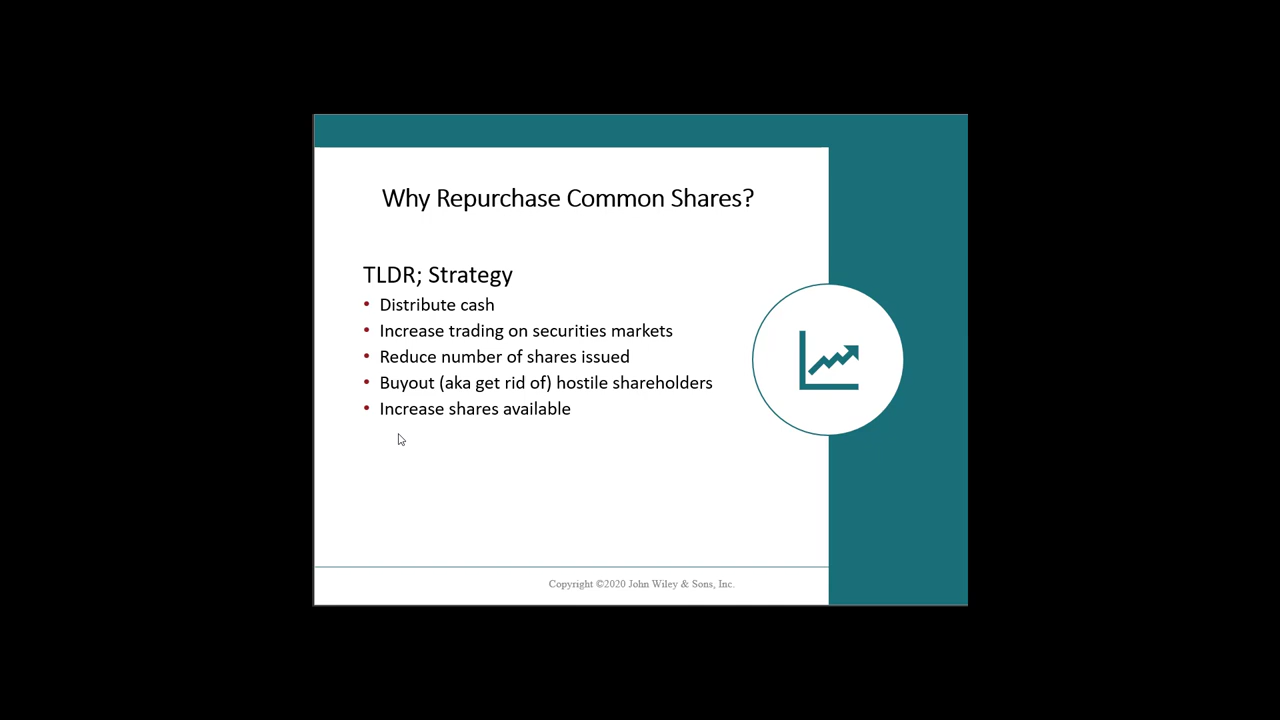 Why Repurchase Common Shares?
TLDR; Strategy
• Distribute cash
• Increase trading on securities markets
• Reduce number of shares issued
• Buyout (aka get rid of) hostile shareholders
• Increase shares available
Copyright ©2020 John Wiley & Sons, Inc.